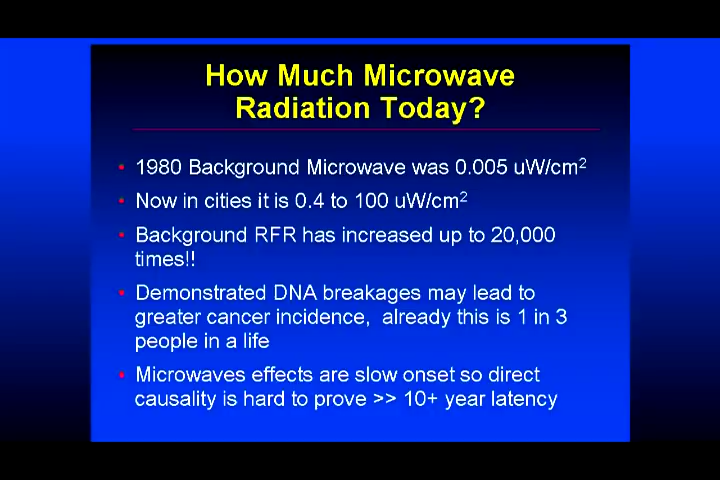 How Much Microwave
Radiation Today?
• 1980 Background Microwave was 0.005 uW/cm²
• Now in cities it is 0.4 to 100 uW/cm²
• Background RFR has increased up to 20,000
times!!
• Demonstrated DNA breakages may lead to
greater cancer incidence, already this is 1 in 3
people in a life
• Microwaves effects are slow onset so direct
causality is hard to prove >> 10+ year latency